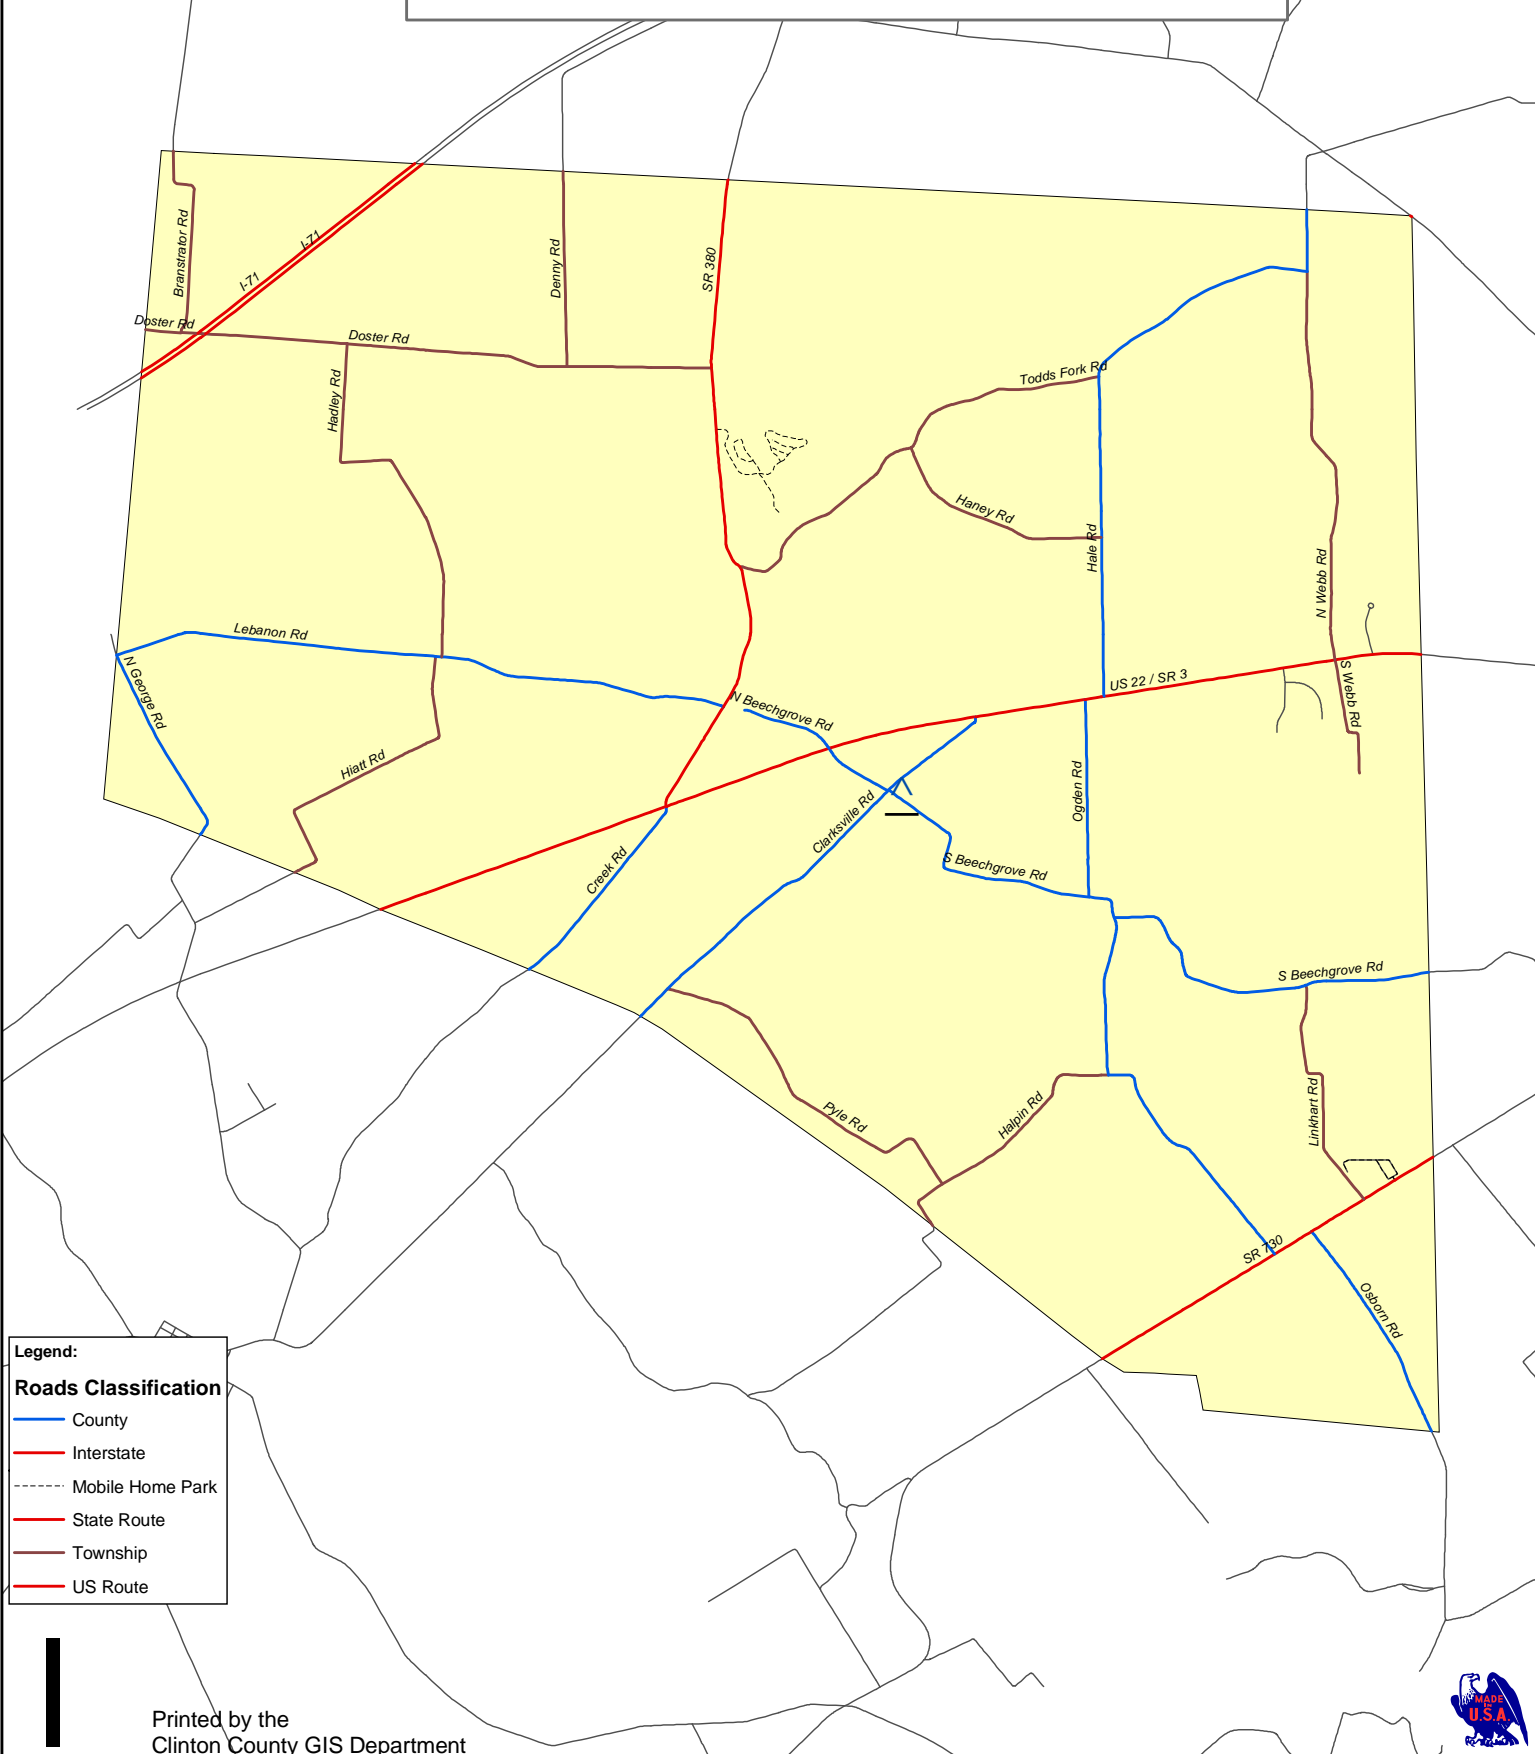 Branstrator Rd
I-71
I-71
Denny Rd
SR 380
Doster Rd
Doster Rd
Hadley Rd
Todds Fork Rd
Haney Rd
Hale Rd
N Webb Rd
Lebanon Rd
N George Rd
N Beechgrove Rd
US 22 / SR 3
S Webb Rd
Hiatt Rd
Ogden Rd
Clarksville Rd
Creek Rd
S Beechgrove Rd
S Beechgrove Rd
Pyle Rd
Halpin Rd
Linkhart Rd
SR 730
Osborn Rd
Legend:
Roads Classification
County
Interstate
Mobile Home Park
State Route
Township
US Route
Printed by the
Clinton County GIS Department
MADE
IN
U.S.A.